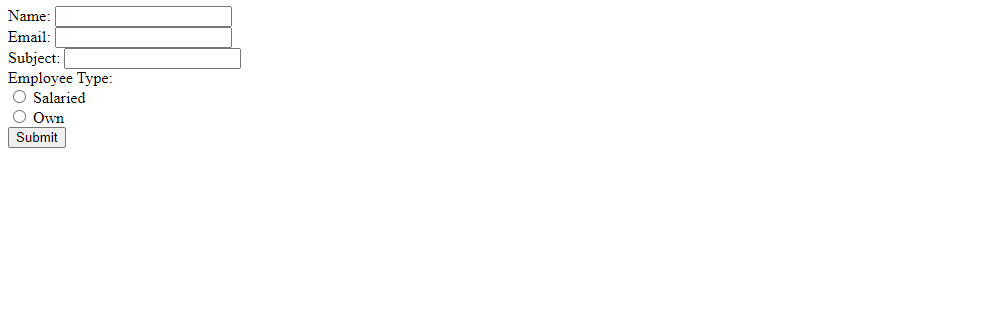 Name:
Email:
Subject:
Employee Type:
Salaried
Own
Submit